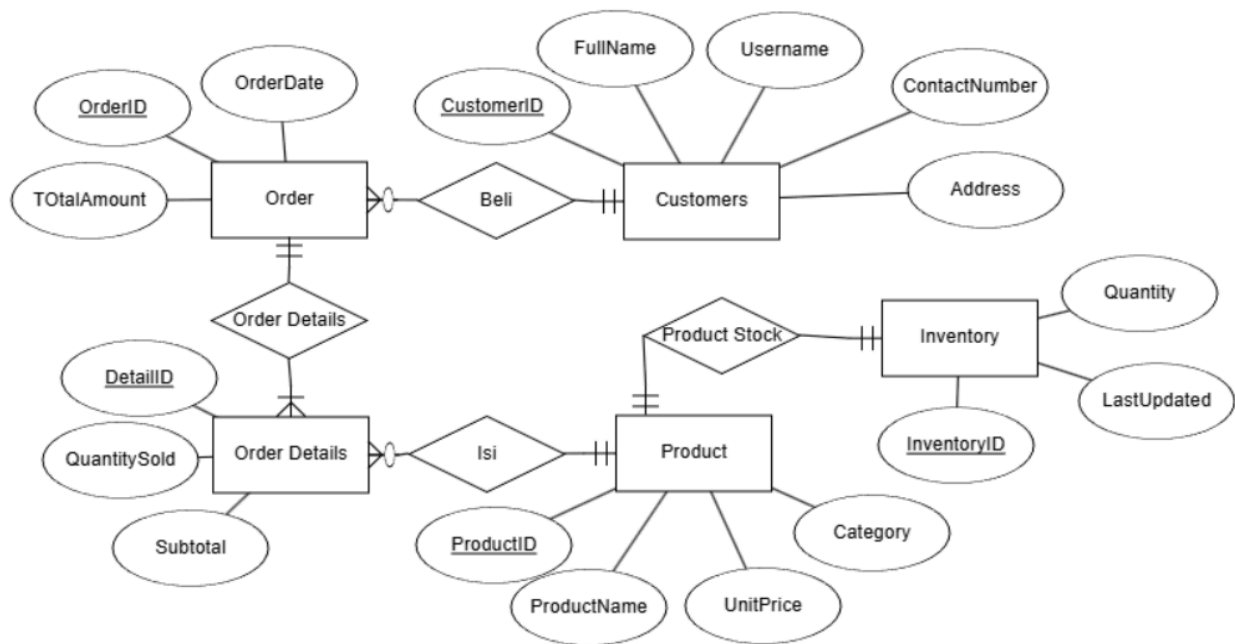 FullName
Username
OrderDate
OrderID
CustomerID
ContactNumber
TOtalAmount
Order
Beli
Customers
Address
Quantity
Order Details
Product Stock
Inventory
DetailID
LastUpdated
QuantitySold
Order Details
Isi
Product
InventoryID
Subtotal
ProductID
Category
ProductName
UnitPrice